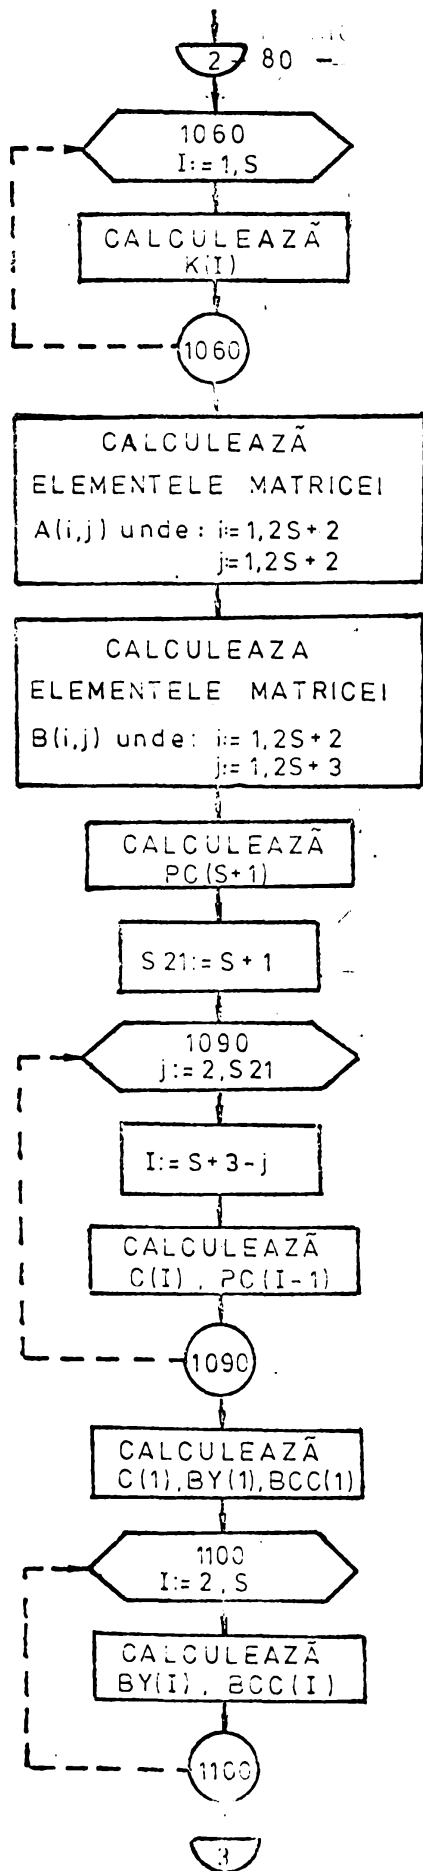 2 - 80 -
1060
I:= 1, S
CALCULEAZĂ
K(I)
1060
CALCULEAZĂ
ELEMENTELE MATRICEI
A(i,j) unde: i:= 1,2S+2
j:= 1,2S+2
CALCULEAZA
ELEMENTELE MATRICEI
B(i,j) unde: i:= 1,2S+2
j:= 1,2S+3
CALCULEAZĂ
PC(S+1)
S21:= S+1
1090
j:= 2, S21
I:= S+3-j
CALCULEAZĂ
C(I), PC(I-1)
1090
CALCULEAZĂ
C(1), BY(1), BCC(1)
1100
I:= 2, S
CALCULEAZĂ
BY(I), BCC(I)
1100
3